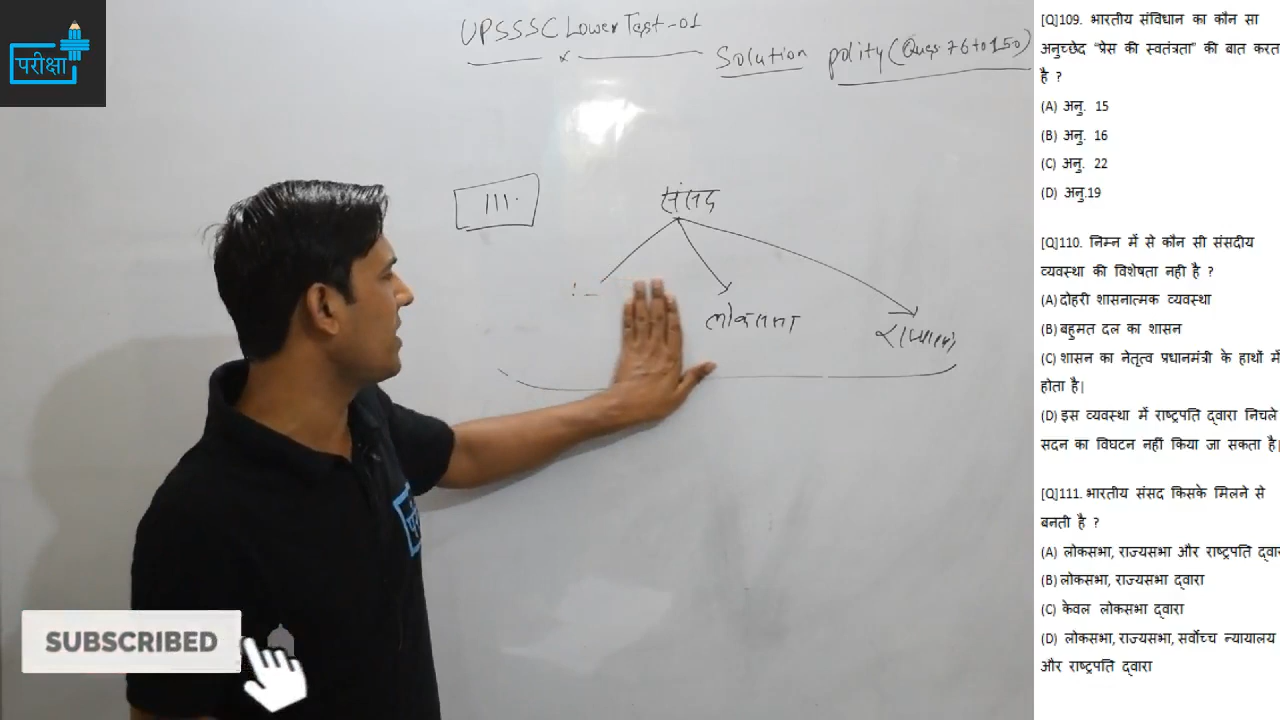 परीक्षा
UPSSSC Lower Test-01
Solution polity (Ques 76 to 150)
111.
संसद
लोकसभा
राज्यसभा
SUBSCRIBED
[Q]109. भारतीय संविधान का कौन सा
अनुच्छेद "प्रेस की स्वतंत्रता" की बात करता
है ?
(A) अनु. 15
(B) अनु. 16
(C) अनु. 22
(D) अनु.19
[Q]110. निम्न में से कौन सी संसदीय
व्यवस्था की विशेषता नही है ?
(A) दोहरी शासनात्मक व्यवस्था
(B) बहुमत दल का शासन
(C) शासन का नेतृत्व प्रधानमंत्री के हाथों में
होता है|
(D) इस व्यवस्था में राष्ट्रपति द्वारा निचले
सदन का विघटन नहीं किया जा सकता है|
[Q]111. भारतीय संसद किसके मिलने से
बनती है ?
(A) लोकसभा, राज्यसभा और राष्ट्रपति द्वारा
(B) लोकसभा, राज्यसभा द्वारा
(C) केवल लोकसभा द्वारा
(D) लोकसभा, राज्यसभा, सर्वोच्च न्यायालय
और राष्ट्रपति द्वारा